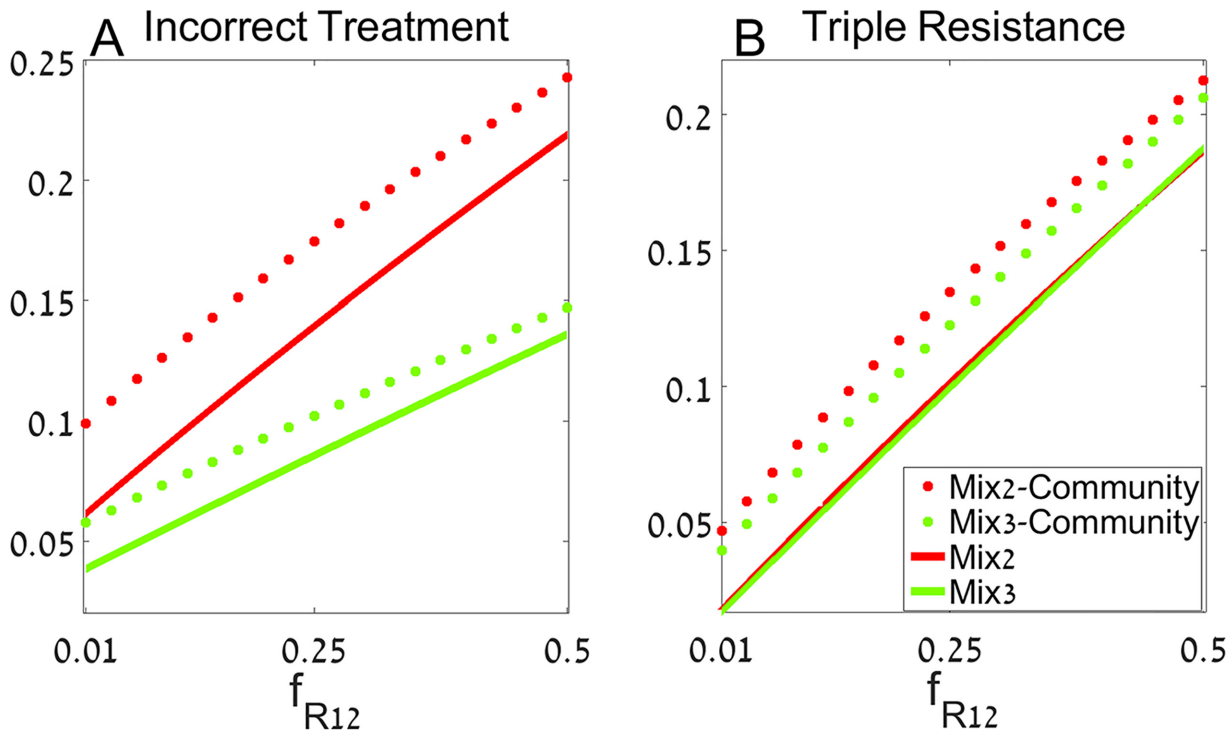 A Incorrect Treatment
0.25
0.2
0.15
0.1
0.05
0.01 0.25 0.5
fR12
B Triple Resistance
0.2
0.15
0.1
0.05
0.01 0.25 0.5
fR12
Mix2-Community
Mix3-Community
Mix2
Mix3